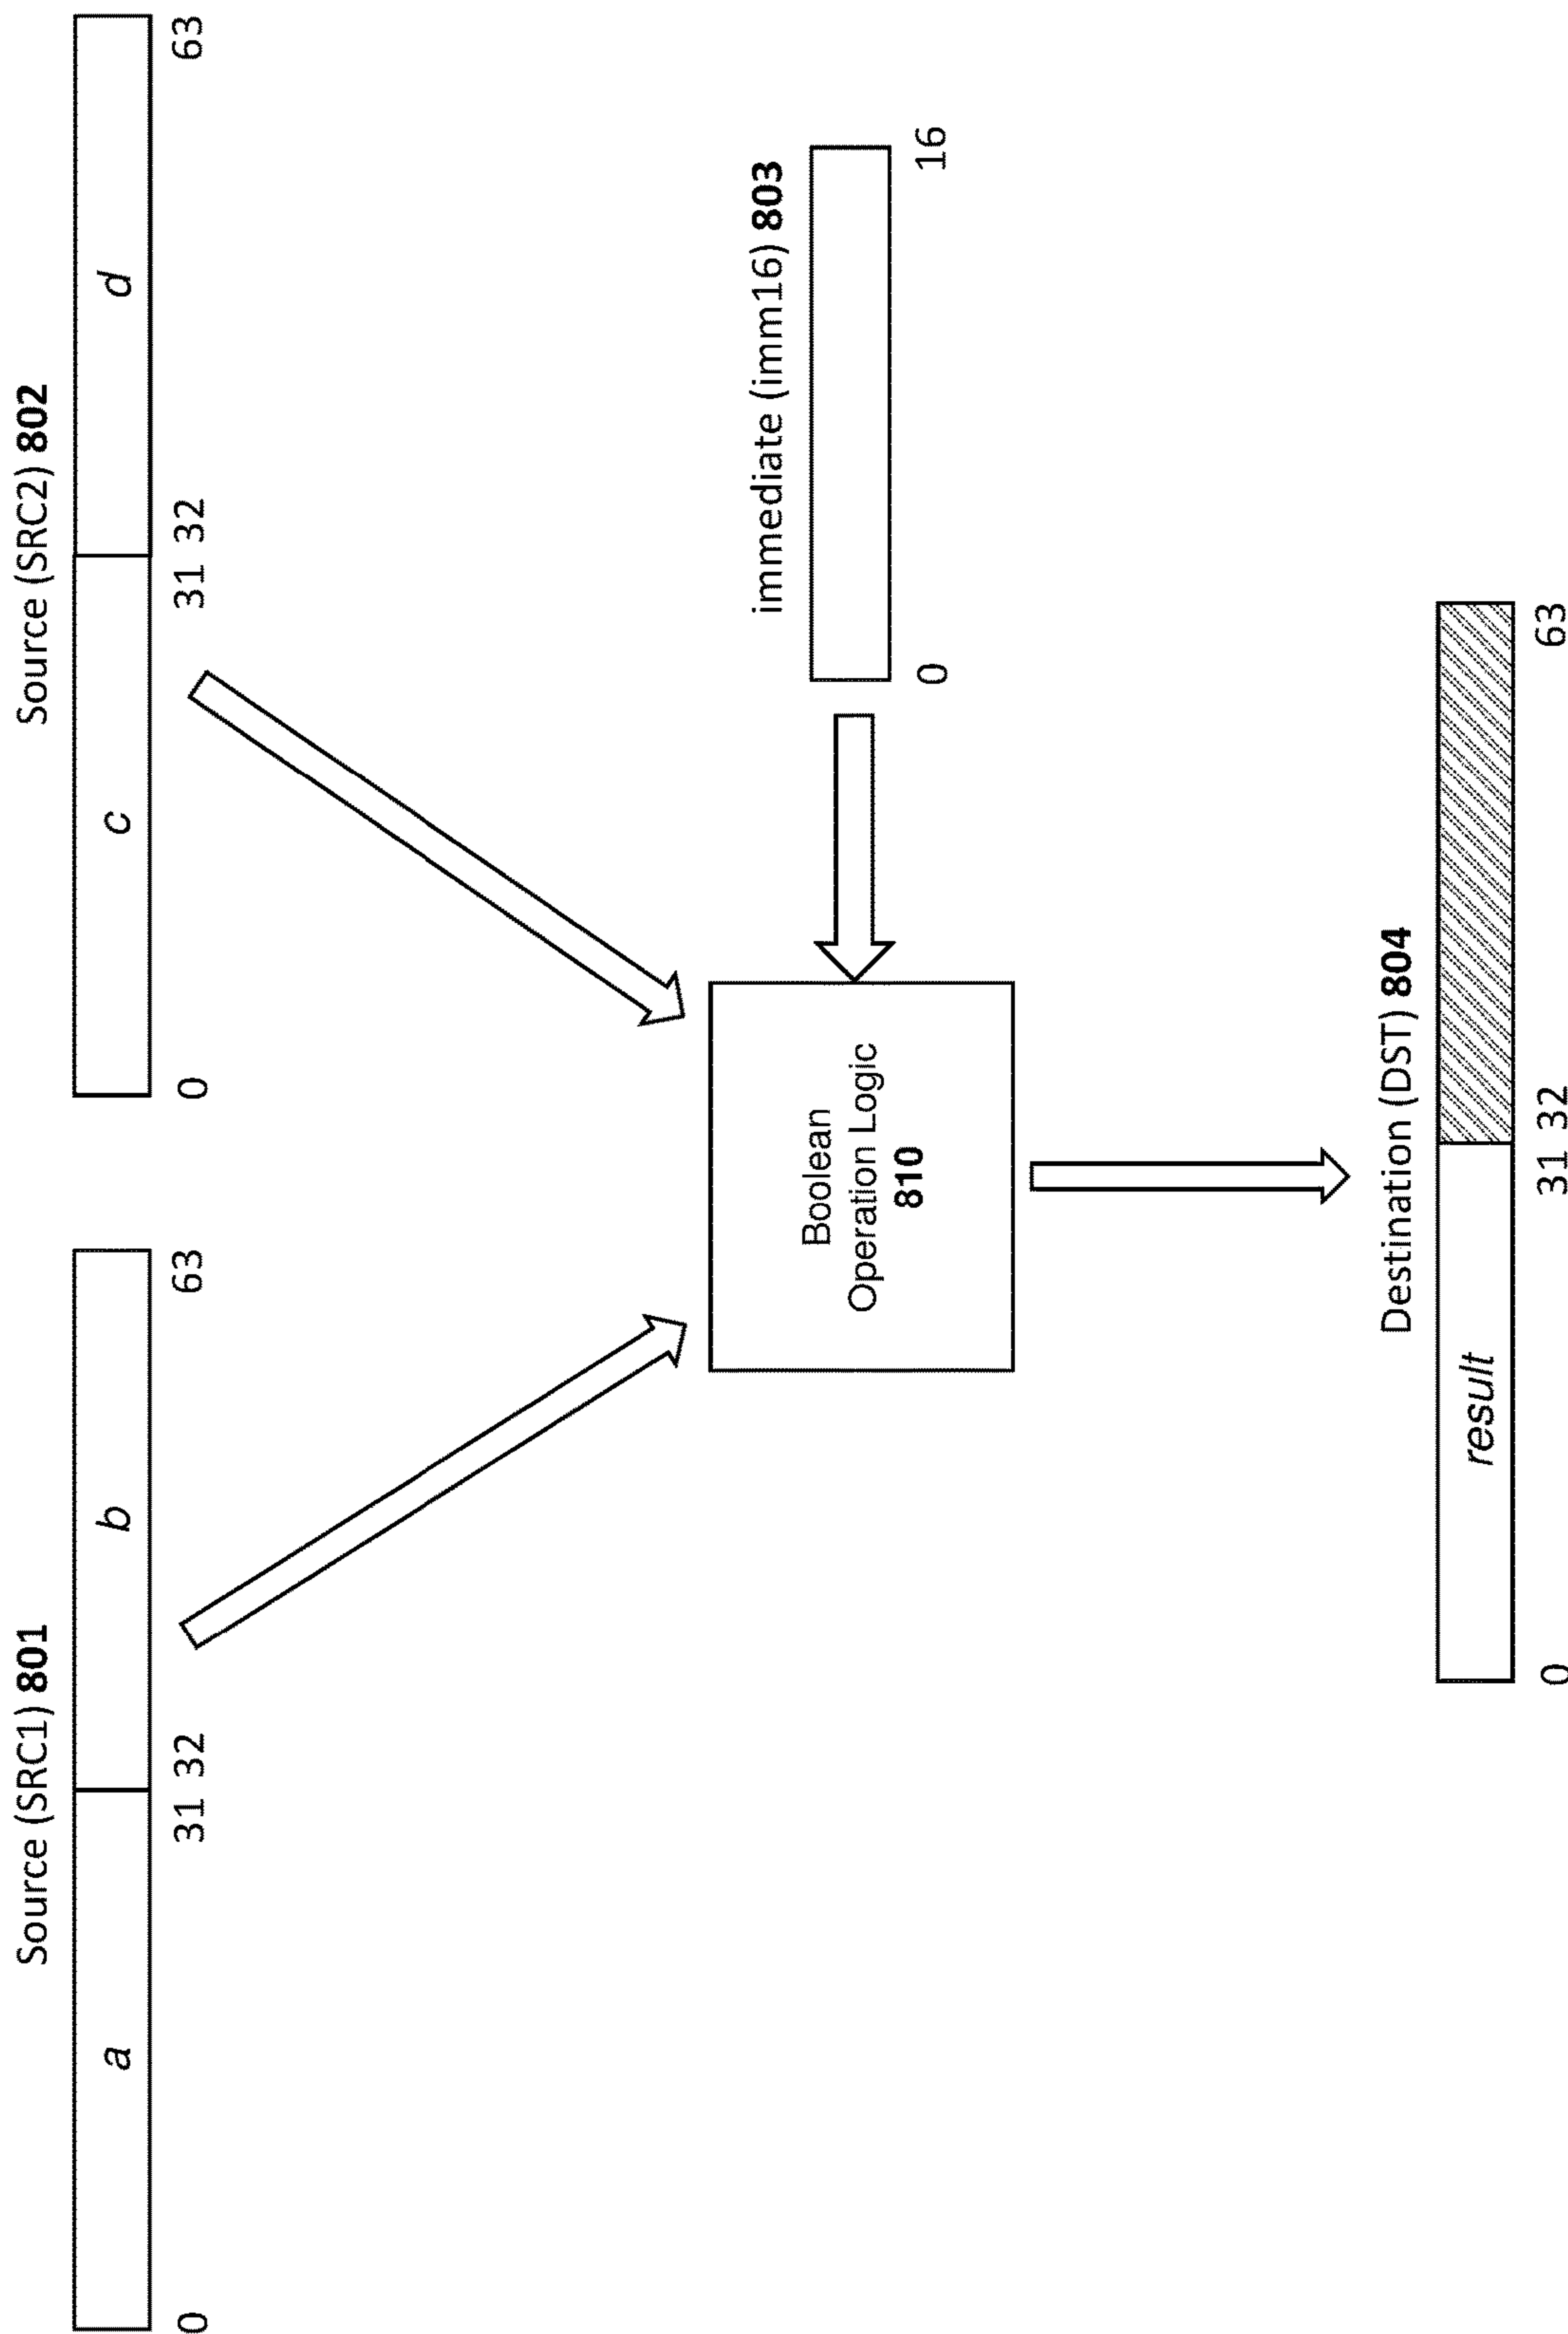 Source (SRC1) 801
Source (SRC2) 802
a
b
c
d
0
31 32
63
0
31 32
63
immediate (imm16) 803
0
16
Boolean
Operation Logic
810
Destination (DST) 804
result
0
31 32
63